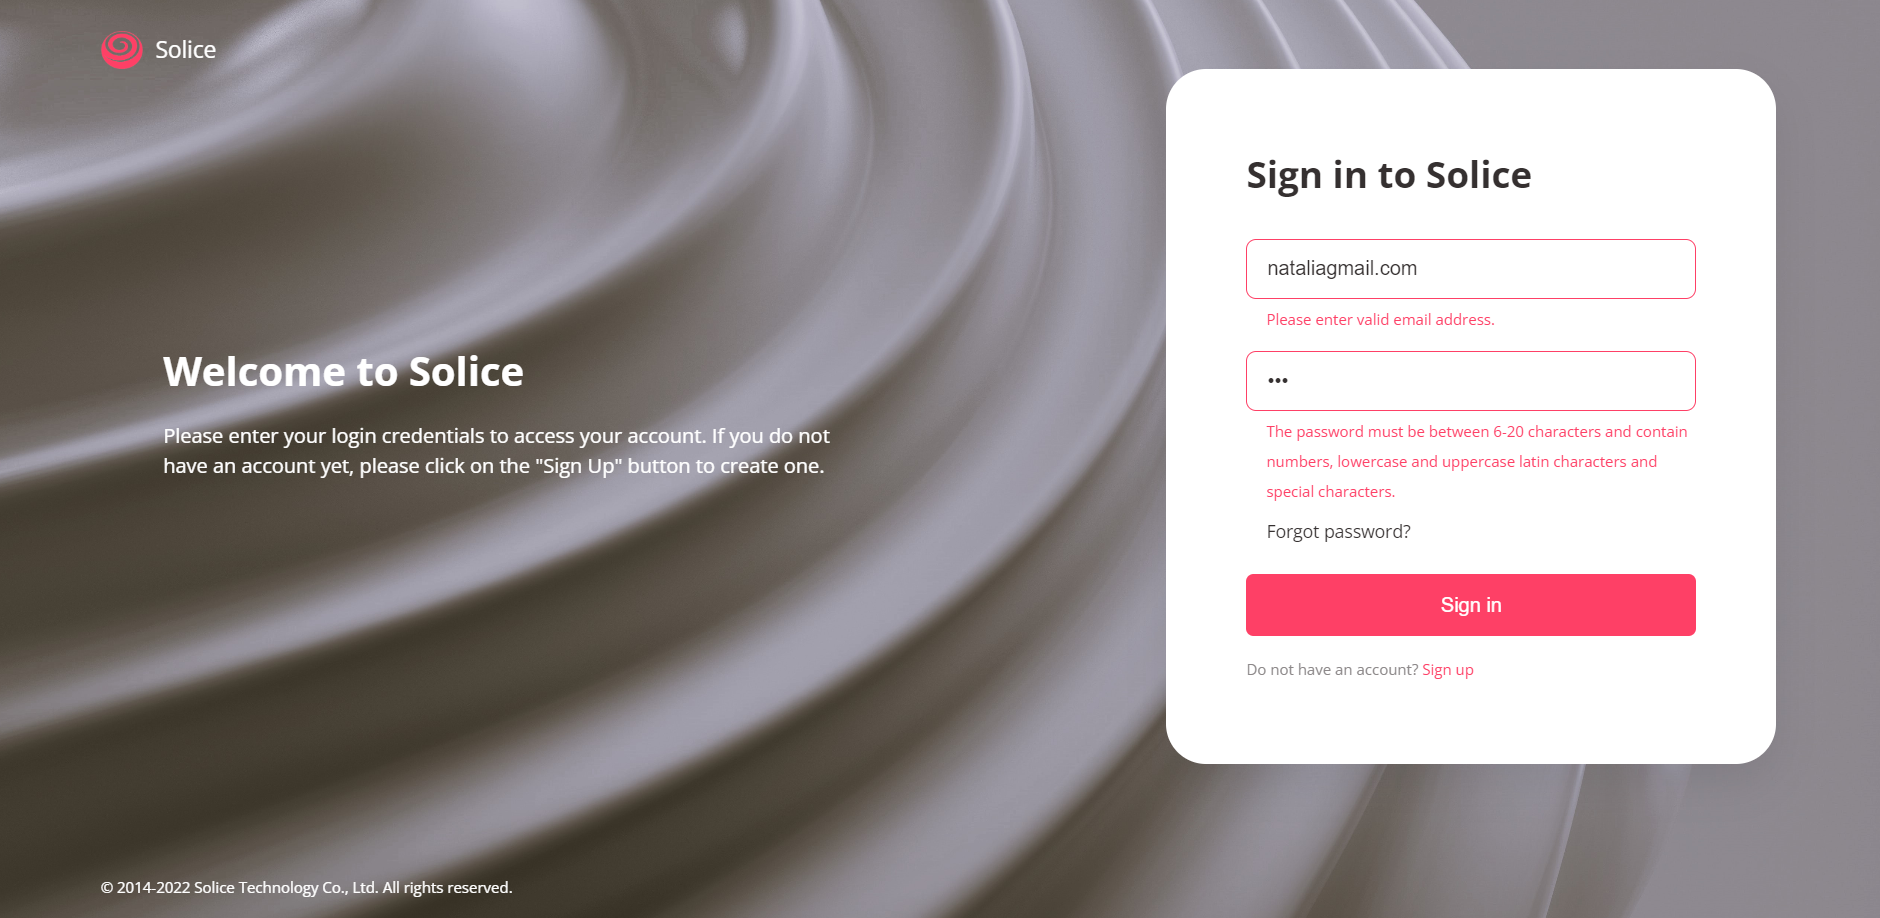 Solice
Welcome to Solice
Please enter your login credentials to access your account. If you do not
have an account yet, please click on the "Sign Up" button to create one.
© 2014-2022 Solice Technology Co., Ltd. All rights reserved.
Sign in to Solice
nataliagmail.com
Please enter valid email address.
•••
The password must be between 6-20 characters and contain
numbers, lowercase and uppercase latin characters and
special characters.
Forgot password?
Sign in
Do not have an account? Sign up